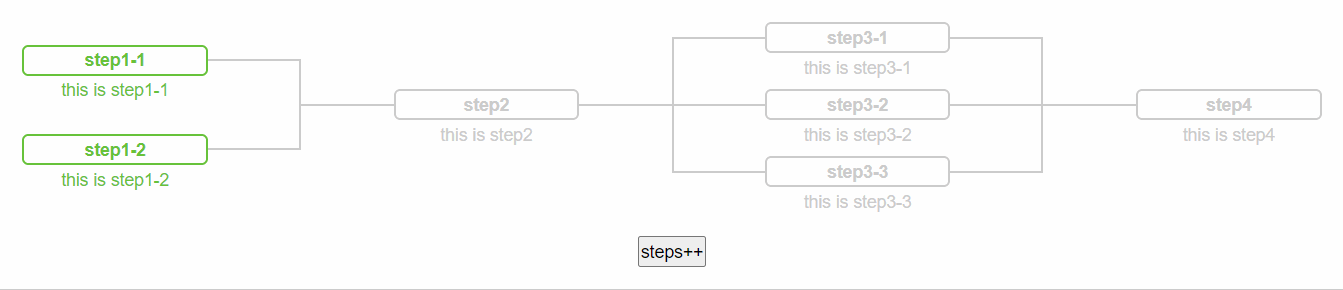 step1-1
this is step1-1
step1-2
this is step1-2
step2
this is step2
step3-1
this is step3-1
step3-2
this is step3-2
step3-3
this is step3-3
step4
this is step4
steps++